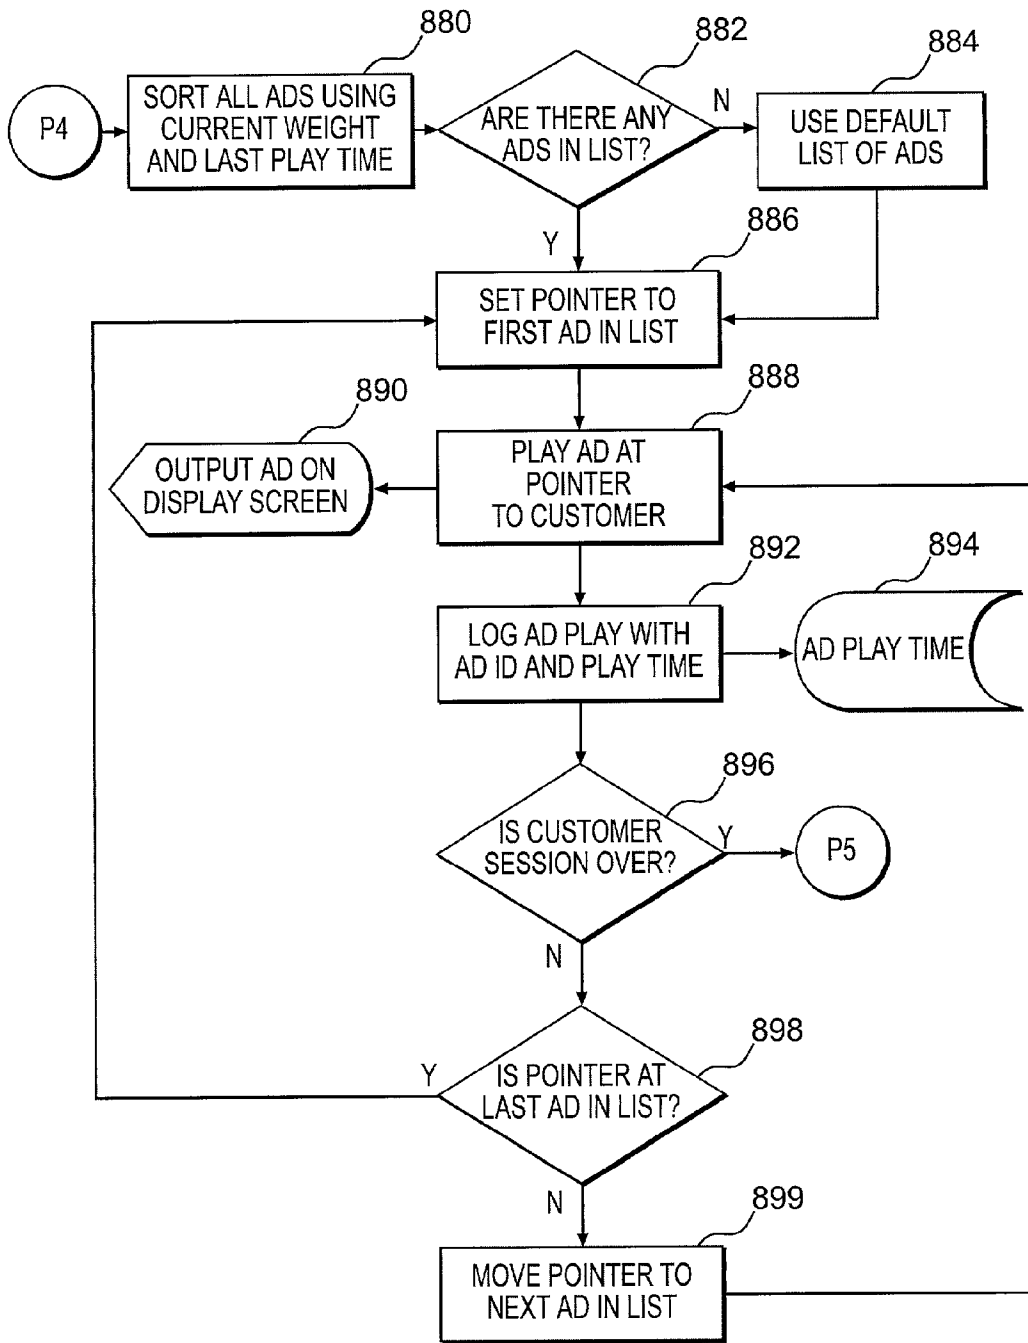 880
882
884
P4
SORT ALL ADS USING
CURRENT WEIGHT
AND LAST PLAY TIME
ARE THERE ANY
ADS IN LIST?
N
USE DEFAULT
LIST OF ADS
Y
886
SET POINTER TO
FIRST AD IN LIST
888
890
PLAY AD AT
POINTER
TO CUSTOMER
OUTPUT AD ON
DISPLAY SCREEN
892
894
LOG AD PLAY WITH
AD ID AND PLAY TIME
AD PLAY TIME
896
IS CUSTOMER
SESSION OVER?
Y
P5
N
898
Y
IS POINTER AT
LAST AD IN LIST?
N
899
MOVE POINTER TO
NEXT AD IN LIST